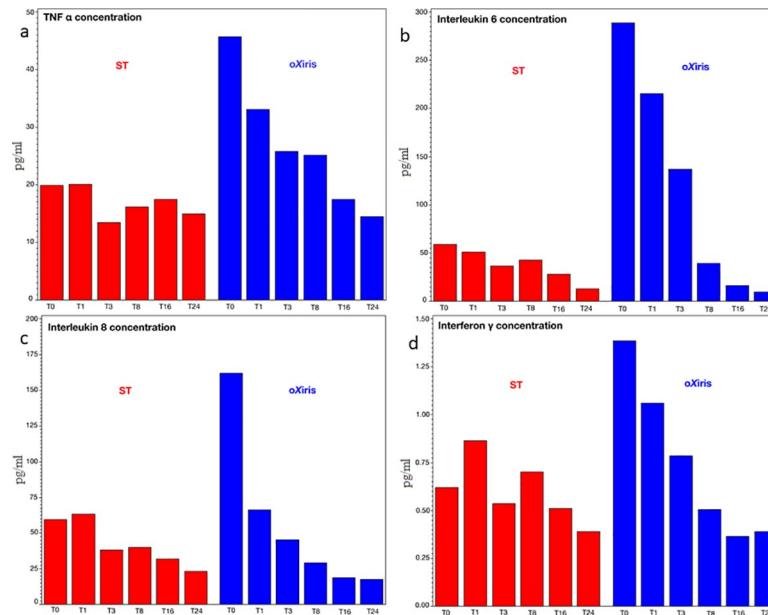 a
TNF α concentration
ST
oXiris
pg/ml
50
40
30
20
10
0
T0 T1 T3 T8 T16 T24 T0 T1 T3 T8 T16 T24
b
Interleukin 6 concentration
ST
oXiris
pg/ml
300
250
200
150
100
50
0
T0 T1 T3 T8 T16 T24 T0 T1 T3 T8 T16 T2
c
Interleukin 8 concentration
ST
oXiris
pg/ml
200
175
150
125
100
75
50
25
0
T0 T1 T3 T8 T16 T24 T0 T1 T3 T8 T16 T24
d
Interferon γ concentration
ST
oXiris
pg/ml
1.50
1.25
1.00
0.75
0.50
0.25
0.00
T0 T1 T3 T8 T16 T24 T0 T1 T3 T8 T16 T2